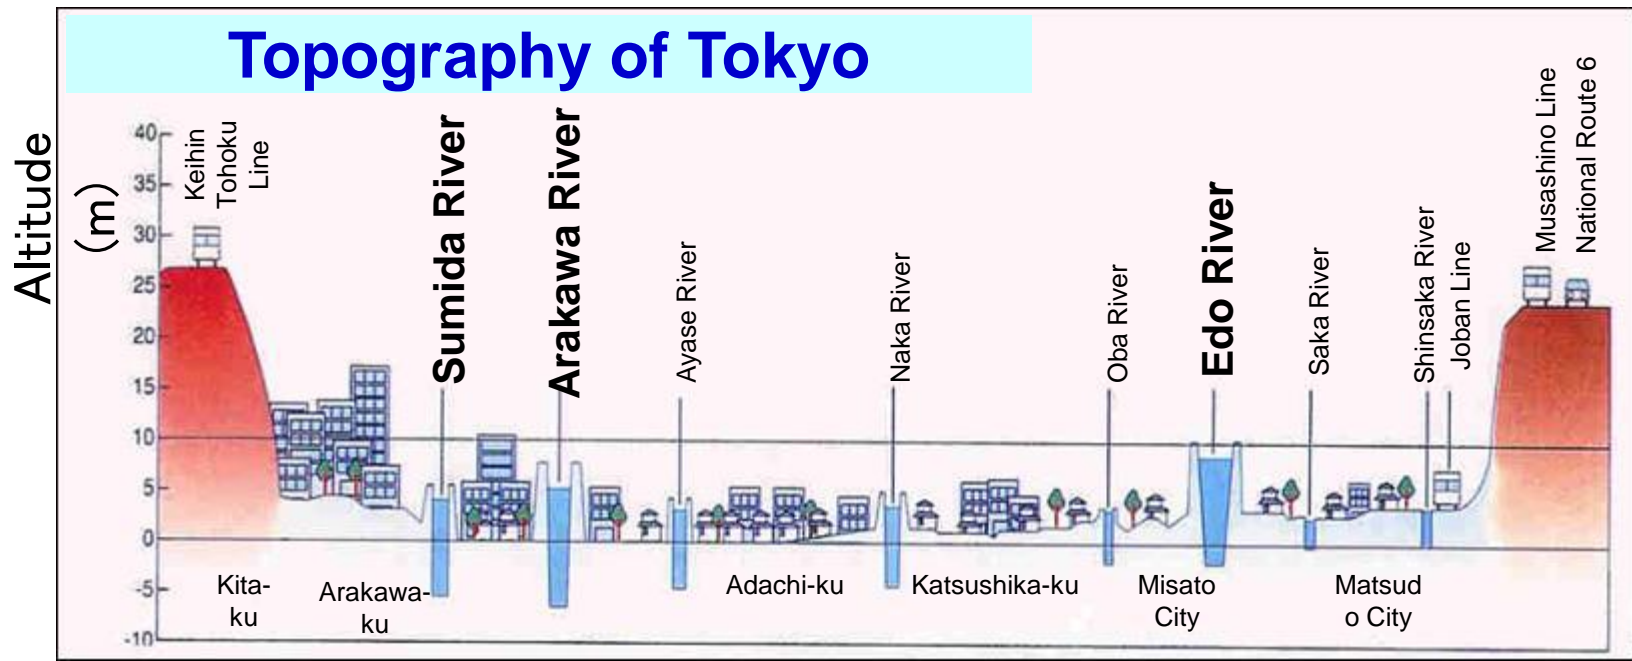 Topography of Tokyo
Altitude
(m)
40
35
30
25
20
15
10
5
0
-5
-10
Keihin
Tohoku
Line
Sumida River
Arakawa River
Ayase River
Naka River
Oba River
Edo River
Saka River
Shinsaka River
Joban Line
Musashino Line
National Route 6
Kita-
ku
Arakawa-
ku
Adachi-ku
Katsushika-ku
Misato
City
Matsud
o City